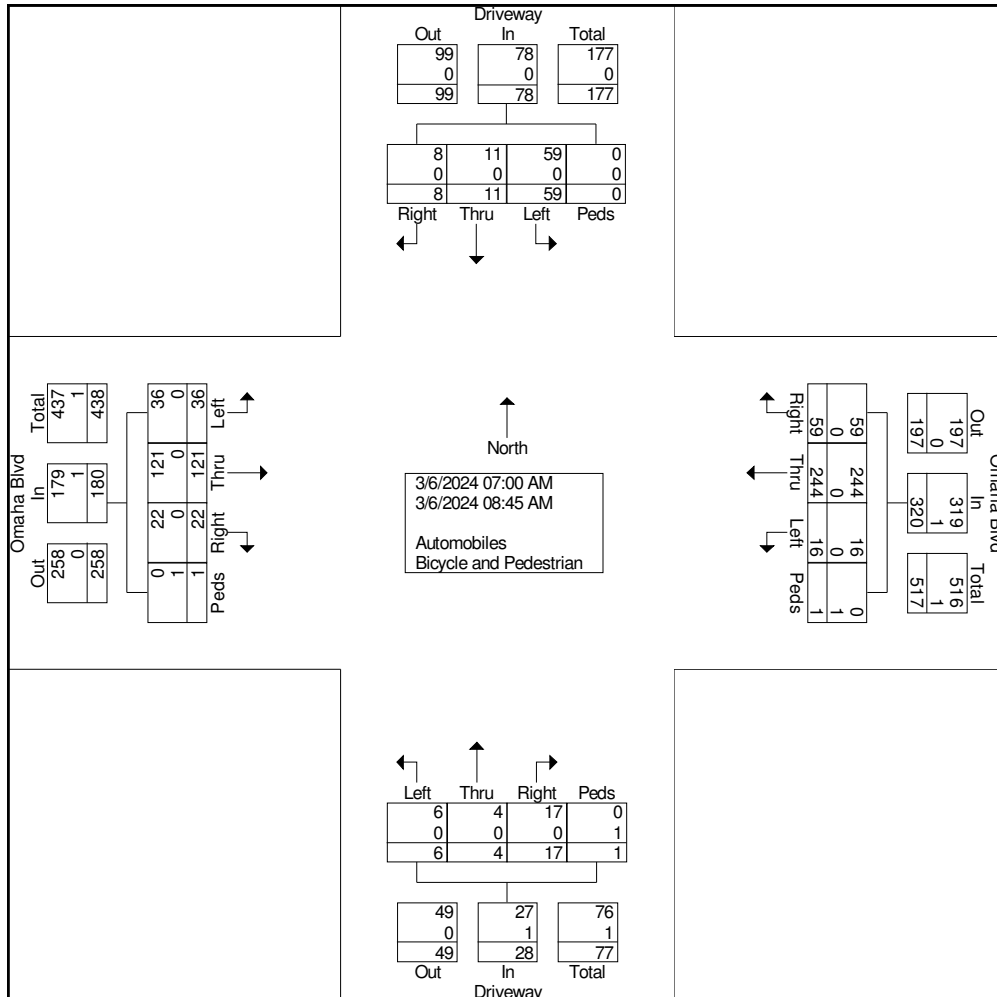 Driveway
Out In Total
99 78 177
0 0 0
99 78 177
8 11 59 0
0 0 0 0
8 11 59 0
Right Thru Left Peds
Omaha Blvd
Total In Out
437 179 258
1 1 0
438 180 258
36 121 22 0
0 0 0 1
36 121 22 1
Left Thru Right Peds
North
3/6/2024 07:00 AM
3/6/2024 08:45 AM
Automobiles
Bicycle and Pedestrian
Right Thru Left Peds
59 244 16 1
0 0 0 1
59 244 16 0
Out In Total
197 319 516
0 1 1
197 320 517
Omaha Blvd
Left Thru Right Peds
6 4 17 0
0 0 0 1
6 4 17 1
49 27 76
0 1 1
49 28 77
Out In Total
Driveway